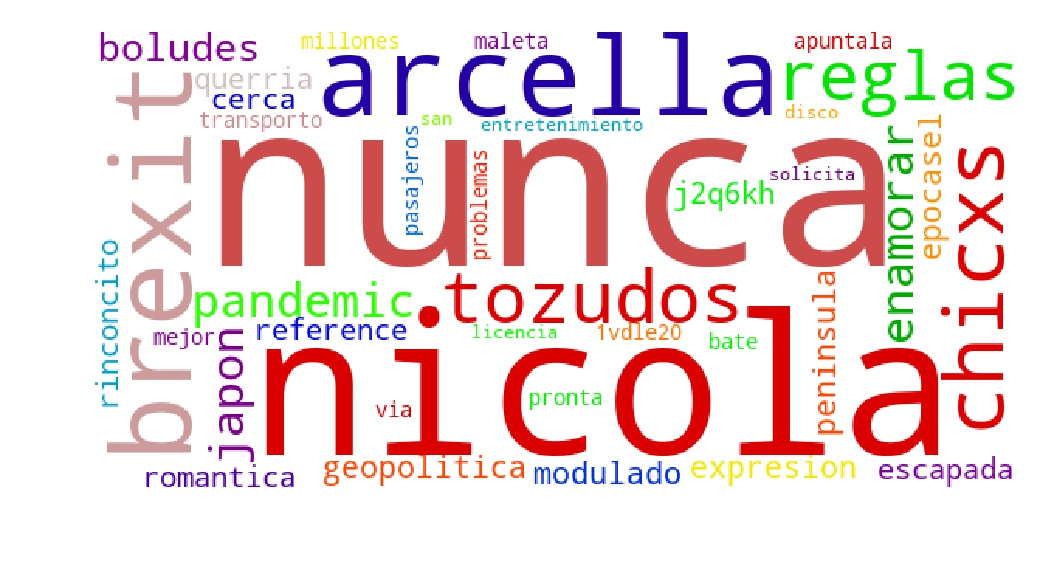 boludes
millones
maleta
apuntala
brexit
querria
arcella
reglas
cerca
transporto
san
entretenimiento
disco
nunca
pasajeros
problemas
j2q6kh
solicita
enamorar
epocasel
chicxs
rinconcito
pandemic
tozudos
peninsula
mejor
japon
reference
licencia
1vdle20
bate
nicola
via
pronta
romantica
geopolitica
modulado
expresion
escapada